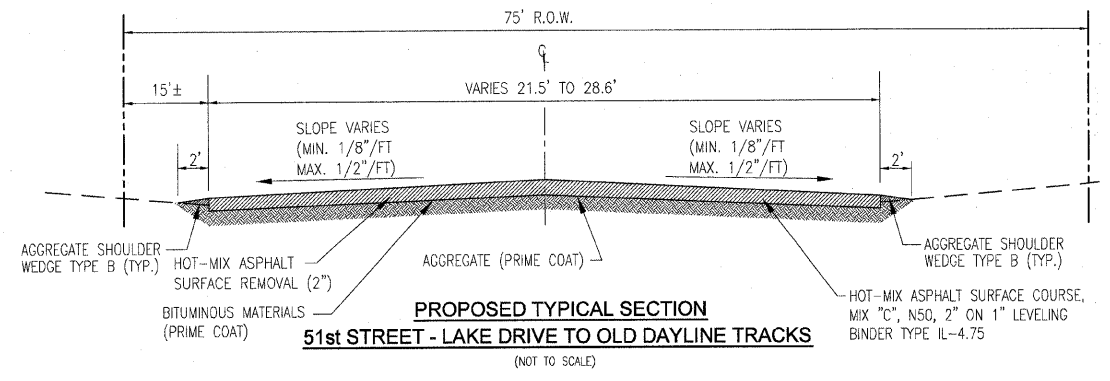 75' R.O.W.
℄
15'±
VARIES 21.5' TO 28.6'
SLOPE VARIES
(MIN. 1/8"/FT
MAX. 1/2"/FT)
SLOPE VARIES
(MIN. 1/8"/FT
MAX. 1/2"/FT)
2'
2'
AGGREGATE SHOULDER
WEDGE TYPE B (TYP.)
HOT-MIX ASPHALT
SURFACE REMOVAL (2")
BITUMINOUS MATERIALS
(PRIME COAT)
AGGREGATE (PRIME COAT)
AGGREGATE SHOULDER
WEDGE TYPE B (TYP.)
HOT-MIX ASPHALT SURFACE COURSE,
MIX "C", N50, 2" ON 1" LEVELING
BINDER TYPE IL-4.75
PROPOSED TYPICAL SECTION
51st STREET - LAKE DRIVE TO OLD DAYLINE TRACKS
(NOT TO SCALE)